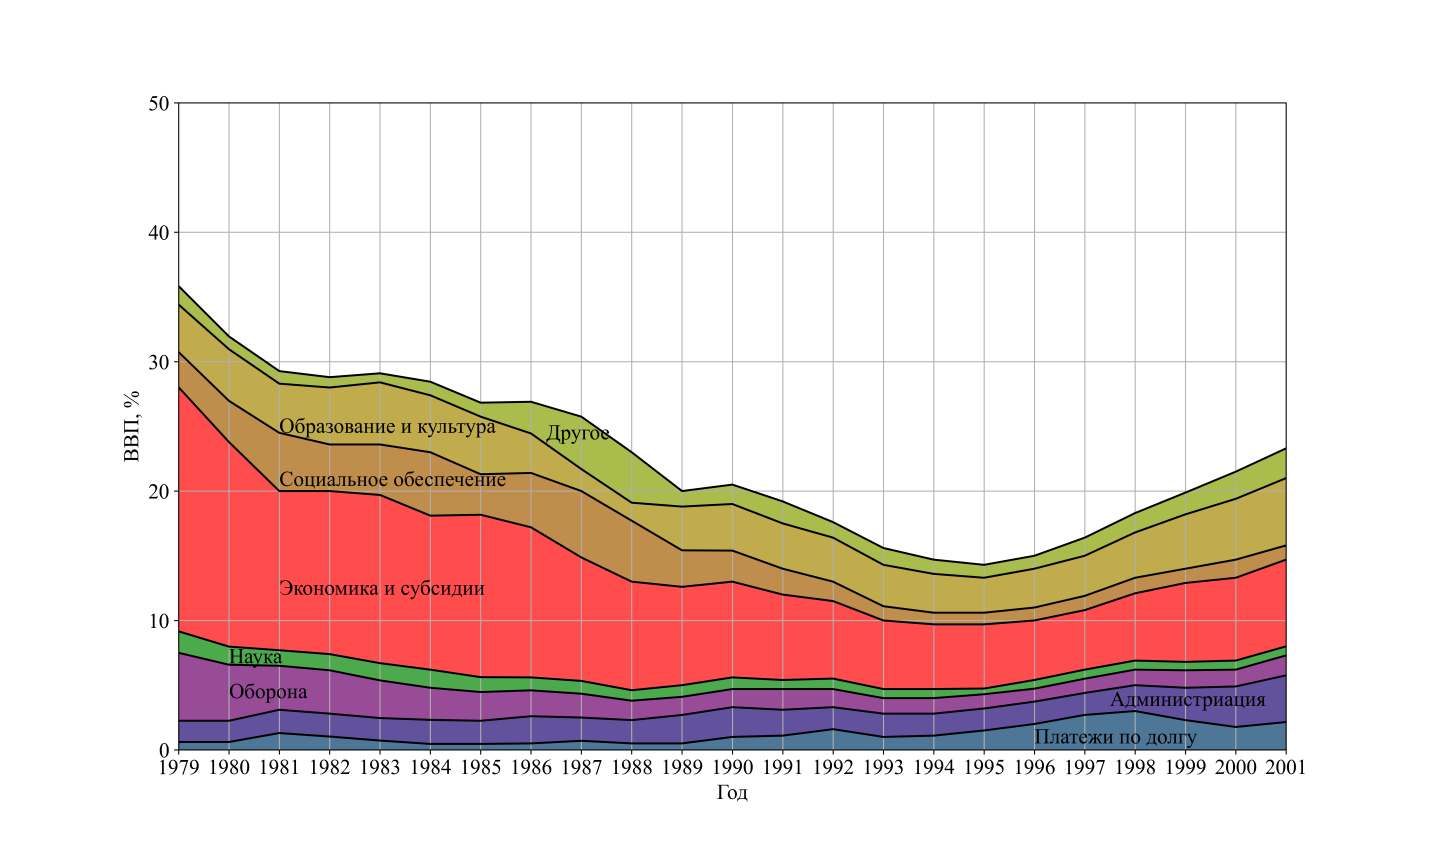 50
40
30
20
10
0
ВВП, %
Образование и культура
Другое
Социальное обеспечение
Экономика и субсидии
Наука
Оборона
Администриация
Платежи по долгу
1979 1980 1981 1982 1983 1984 1985 1986 1987 1988 1989 1990 1991 1992 1993 1994 1995 1996 1997 1998 1999 2000 2001
Год